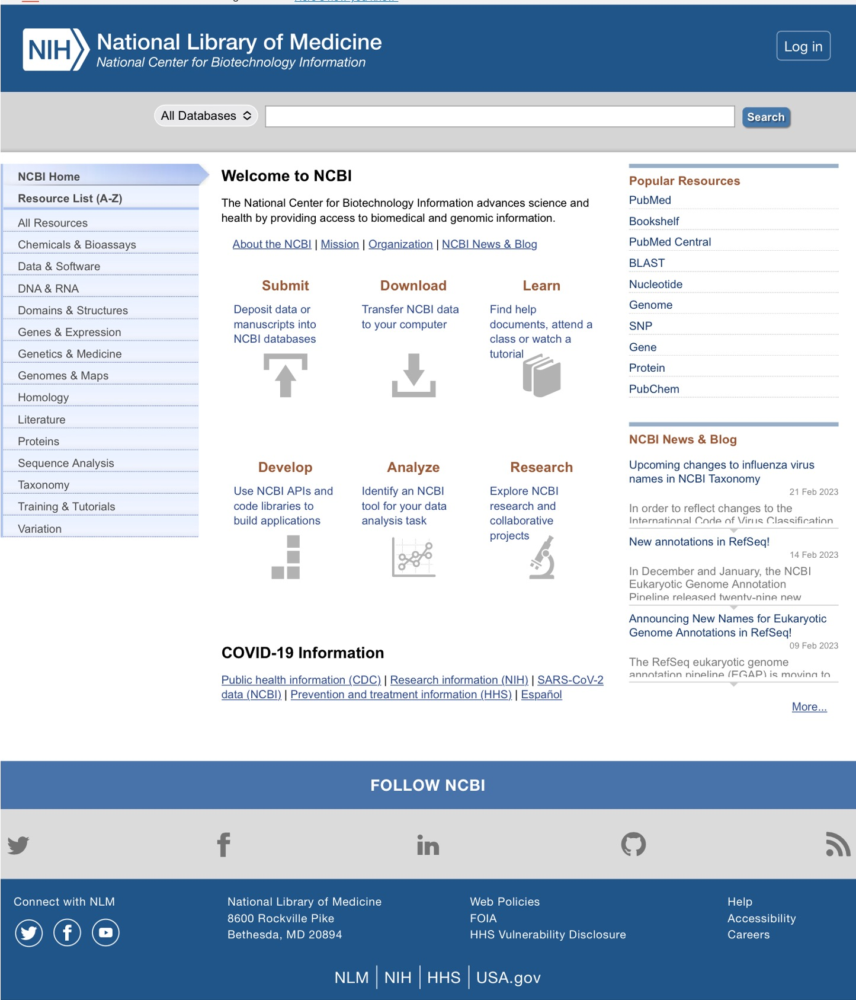 NIH
National Library of Medicine
National Center for Biotechnology Information
Log in
All Databases
Search
NCBI Home
Resource List (A-Z)
All Resources
Chemicals & Bioassays
Data & Software
DNA & RNA
Domains & Structures
Genes & Expression
Genetics & Medicine
Genomes & Maps
Homology
Literature
Proteins
Sequence Analysis
Taxonomy
Training & Tutorials
Variation
Welcome to NCBI
The National Center for Biotechnology Information advances science and
health by providing access to biomedical and genomic information.
About the NCBI | Mission | Organization | NCBI News & Blog
Submit
Deposit data or
manuscripts into
NCBI databases
Download
Transfer NCBI data
to your computer
Learn
Find help
documents, attend a
class or watch a
tutorial
Develop
Use NCBI APIs and
code libraries to
build applications
Analyze
Identify an NCBI
tool for your data
analysis task
Research
Explore NCBI
research and
collaborative
projects
COVID-19 Information
Public health information (CDC) | Research information (NIH) | SARS-CoV-2
data (NCBI) | Prevention and treatment information (HHS) | Español
Popular Resources
PubMed
Bookshelf
PubMed Central
BLAST
Nucleotide
Genome
SNP
Gene
Protein
PubChem
NCBI News & Blog
Upcoming changes to influenza virus
names in NCBI Taxonomy
21 Feb 2023
In order to reflect changes to the
International Code of Virus Classification
New annotations in RefSeq!
14 Feb 2023
In December and January, the NCBI
Eukaryotic Genome Annotation
Pipeline released twenty-nine new
Announcing New Names for Eukaryotic
Genome Annotations in RefSeq!
09 Feb 2023
The RefSeq eukaryotic genome
annotation pipeline (EGAP) is moving to
More...
FOLLOW NCBI
Connect with NLM
National Library of Medicine
8600 Rockville Pike
Bethesda, MD 20894
Web Policies
FOIA
HHS Vulnerability Disclosure
Help
Accessibility
Careers
NLM | NIH | HHS | USA.gov